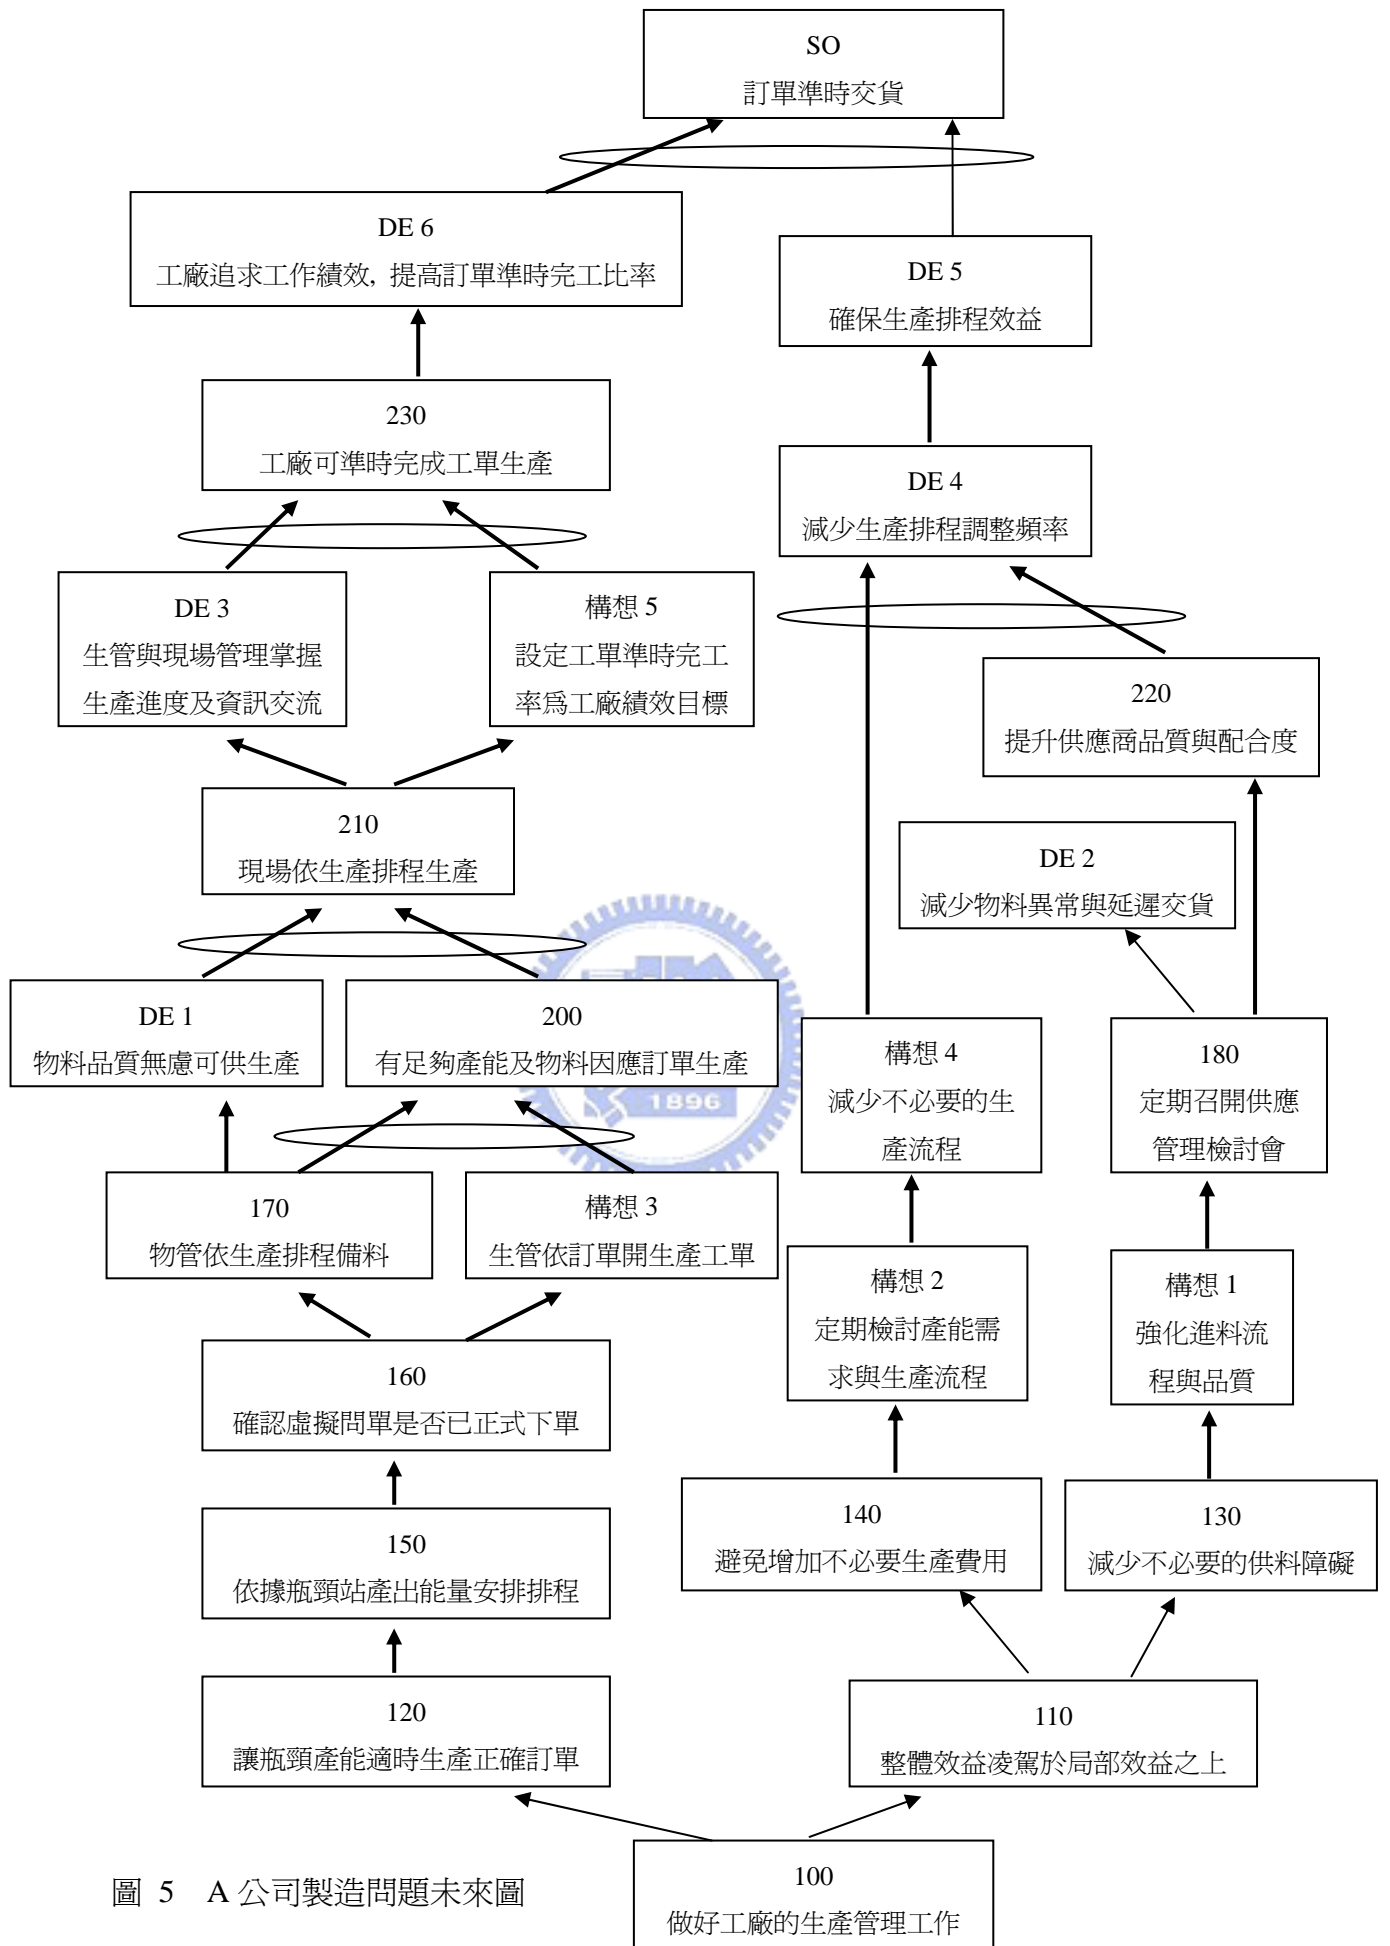 SO
訂單準時交貨
DE 6
工廠追求工作績效, 提高訂單準時完工比率
DE 5
確保生產排程效益
230
工廠可準時完成工單生產
DE 4
減少生產排程調整頻率
DE 3
生管與現場管理掌握
生產進度及資訊交流
構想 5
設定工單準時完工
率為工廠績效目標
220
提升供應商品質與配合度
210
現場依生產排程生產
DE 2
減少物料異常與延遲交貨
DE 1
物料品質無慮可供生產
200
有足夠產能及物料因應訂單生產
1896
構想 4
減少不必要的生
產流程
180
定期召開供應
管理檢討會
170
物管依生產排程備料
構想 3
生管依訂單開生產工單
構想 2
定期檢討產能需
求與生產流程
構想 1
強化進料流
程與品質
160
確認虛擬問單是否已正式下單
150
依據瓶頸站產出能量安排排程
140
避免增加不必要生產費用
130
減少不必要的供料障礙
120
讓瓶頸產能適時生產正確訂單
110
整體效益凌駕於局部效益之上
100
做好工廠的生產管理工作
圖 5 A 公司製造問題未來圖